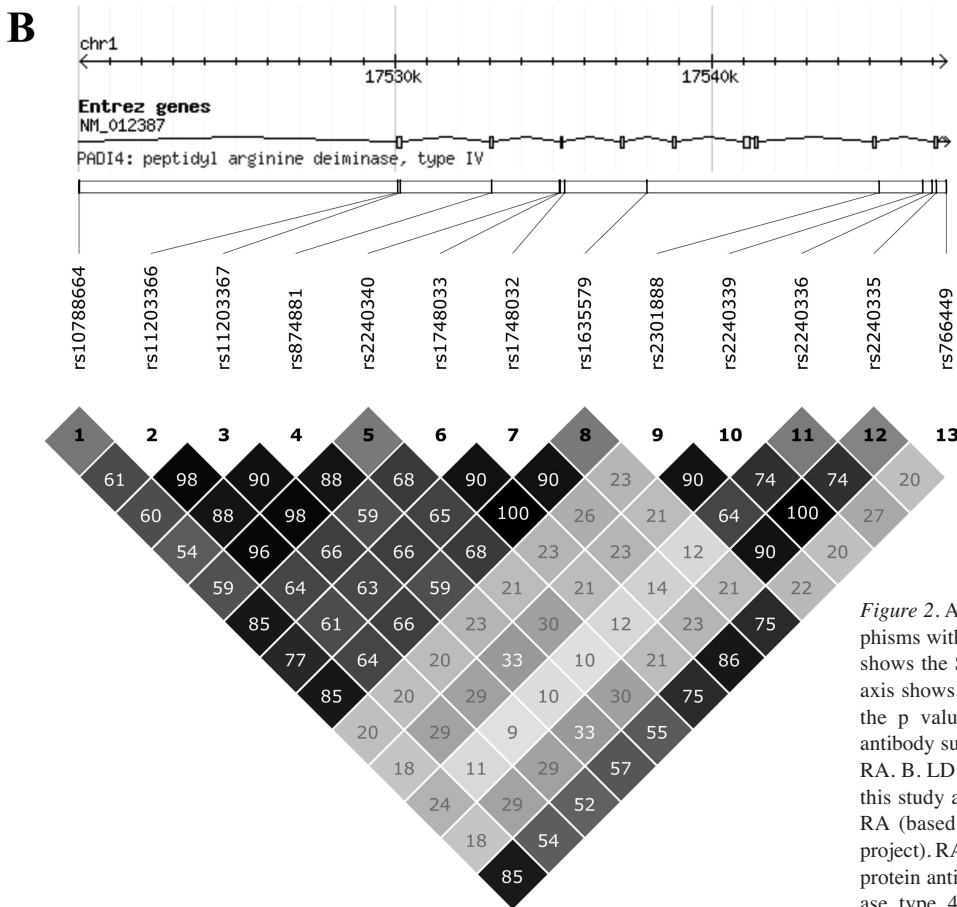 B
chr1
17530k 17540k
Entrez genes
NM_012387
PADI4: peptidyl arginine deiminase, type IV
rs10788664
rs11203366
rs11203367
rs874881
rs2240340
rs1748033
rs1748032
rs1635579
rs2301888
rs2240339
rs2240336
rs2240335
rs766449
1 2 3 4 5 6 7 8 9 10 11 12 13
61 98 90 88 68 90 90 23 90 74 74 20
60 88 98 59 65 100 26 21 64 100 27
54 96 66 66 68 23 23 12 90 20
59 64 63 59 21 21 14 21 22
85 61 66 23 30 12 23 75
77 64 20 33 10 21 86
85 20 29 10 30 75
20 29 9 33 55
18 11 29 57
24 29 52
18 54
85
Figure 2. A
phisms with
shows the S
axis shows
the p valu
antibody su
RA. B. LD
this study a
RA (based
project). RA
protein anti
ase type 4